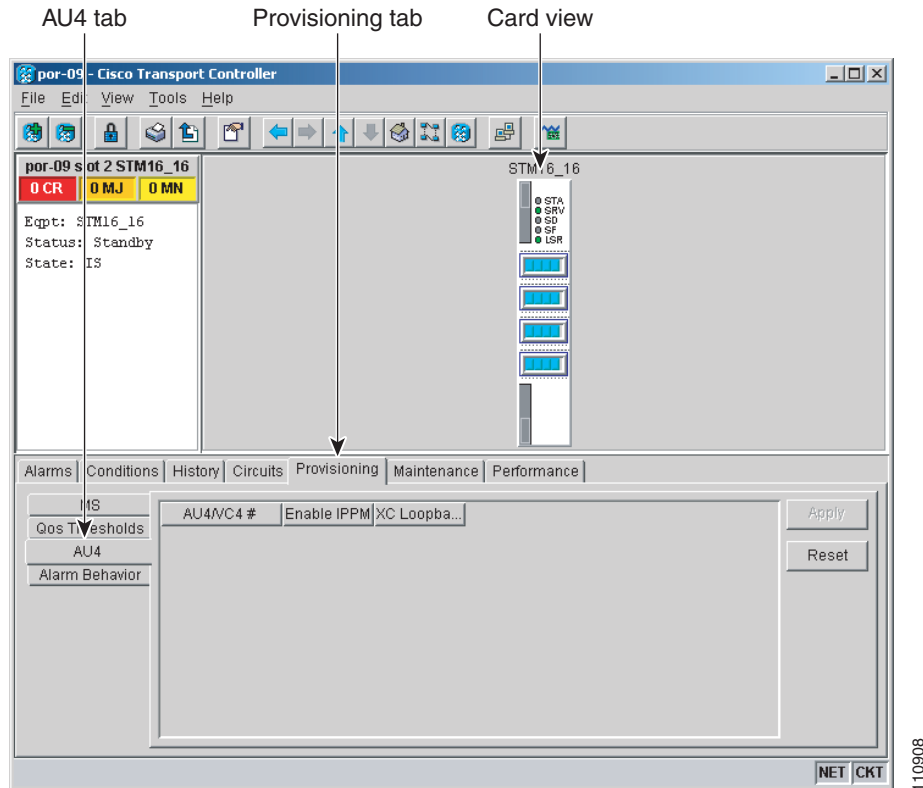 AU4 tab
Provisioning tab
Card view
por-09 - Cisco Transport Controller
File Edit View Tools Help
por-09 slot 2 STM16_16
0 CR 0 MJ 0 MN
Eqpt: STM16_16
Status: Standby
State: IS
STM16_16
STA
SRV
SD
SF
LSR
Alarms Conditions History Circuits Provisioning Maintenance Performance
MS
Qos Thresholds
AU4
Alarm Behavior
AU4/VC4 # Enable IPPM XC Loopba...
Apply
Reset
NET CKT
110908